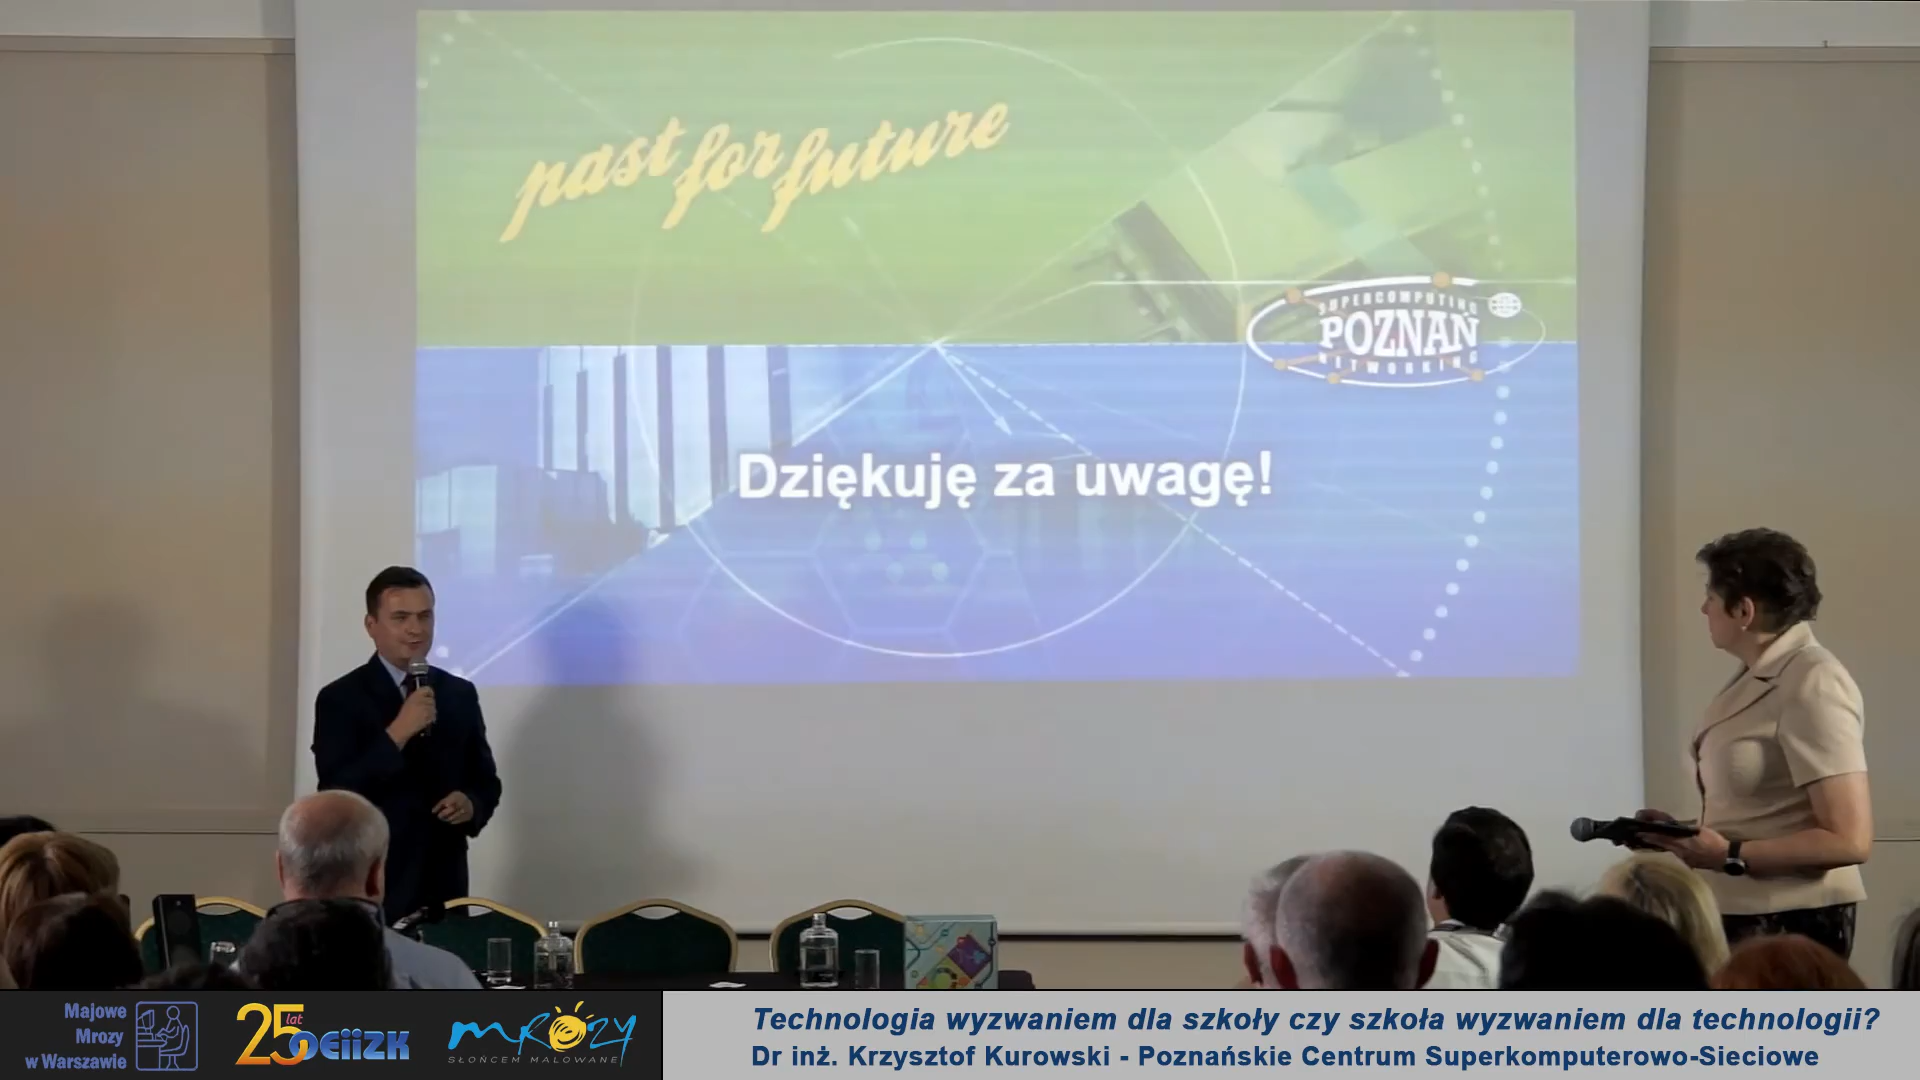 past for future
SUPERCOMPUTING
POZNAŃ
NETWORKING
Dziękuję za uwagę!
Majowe
Mrozy
w Warszawie
25 lat
OEIiZK
mrozy
SŁOŃCEM MALOWANE
Technologia wyzwaniem dla szkoły czy szkoła wyzwaniem dla technologii?
Dr inż. Krzysztof Kurowski - Poznańskie Centrum Superkomputerowo-Sieciowe